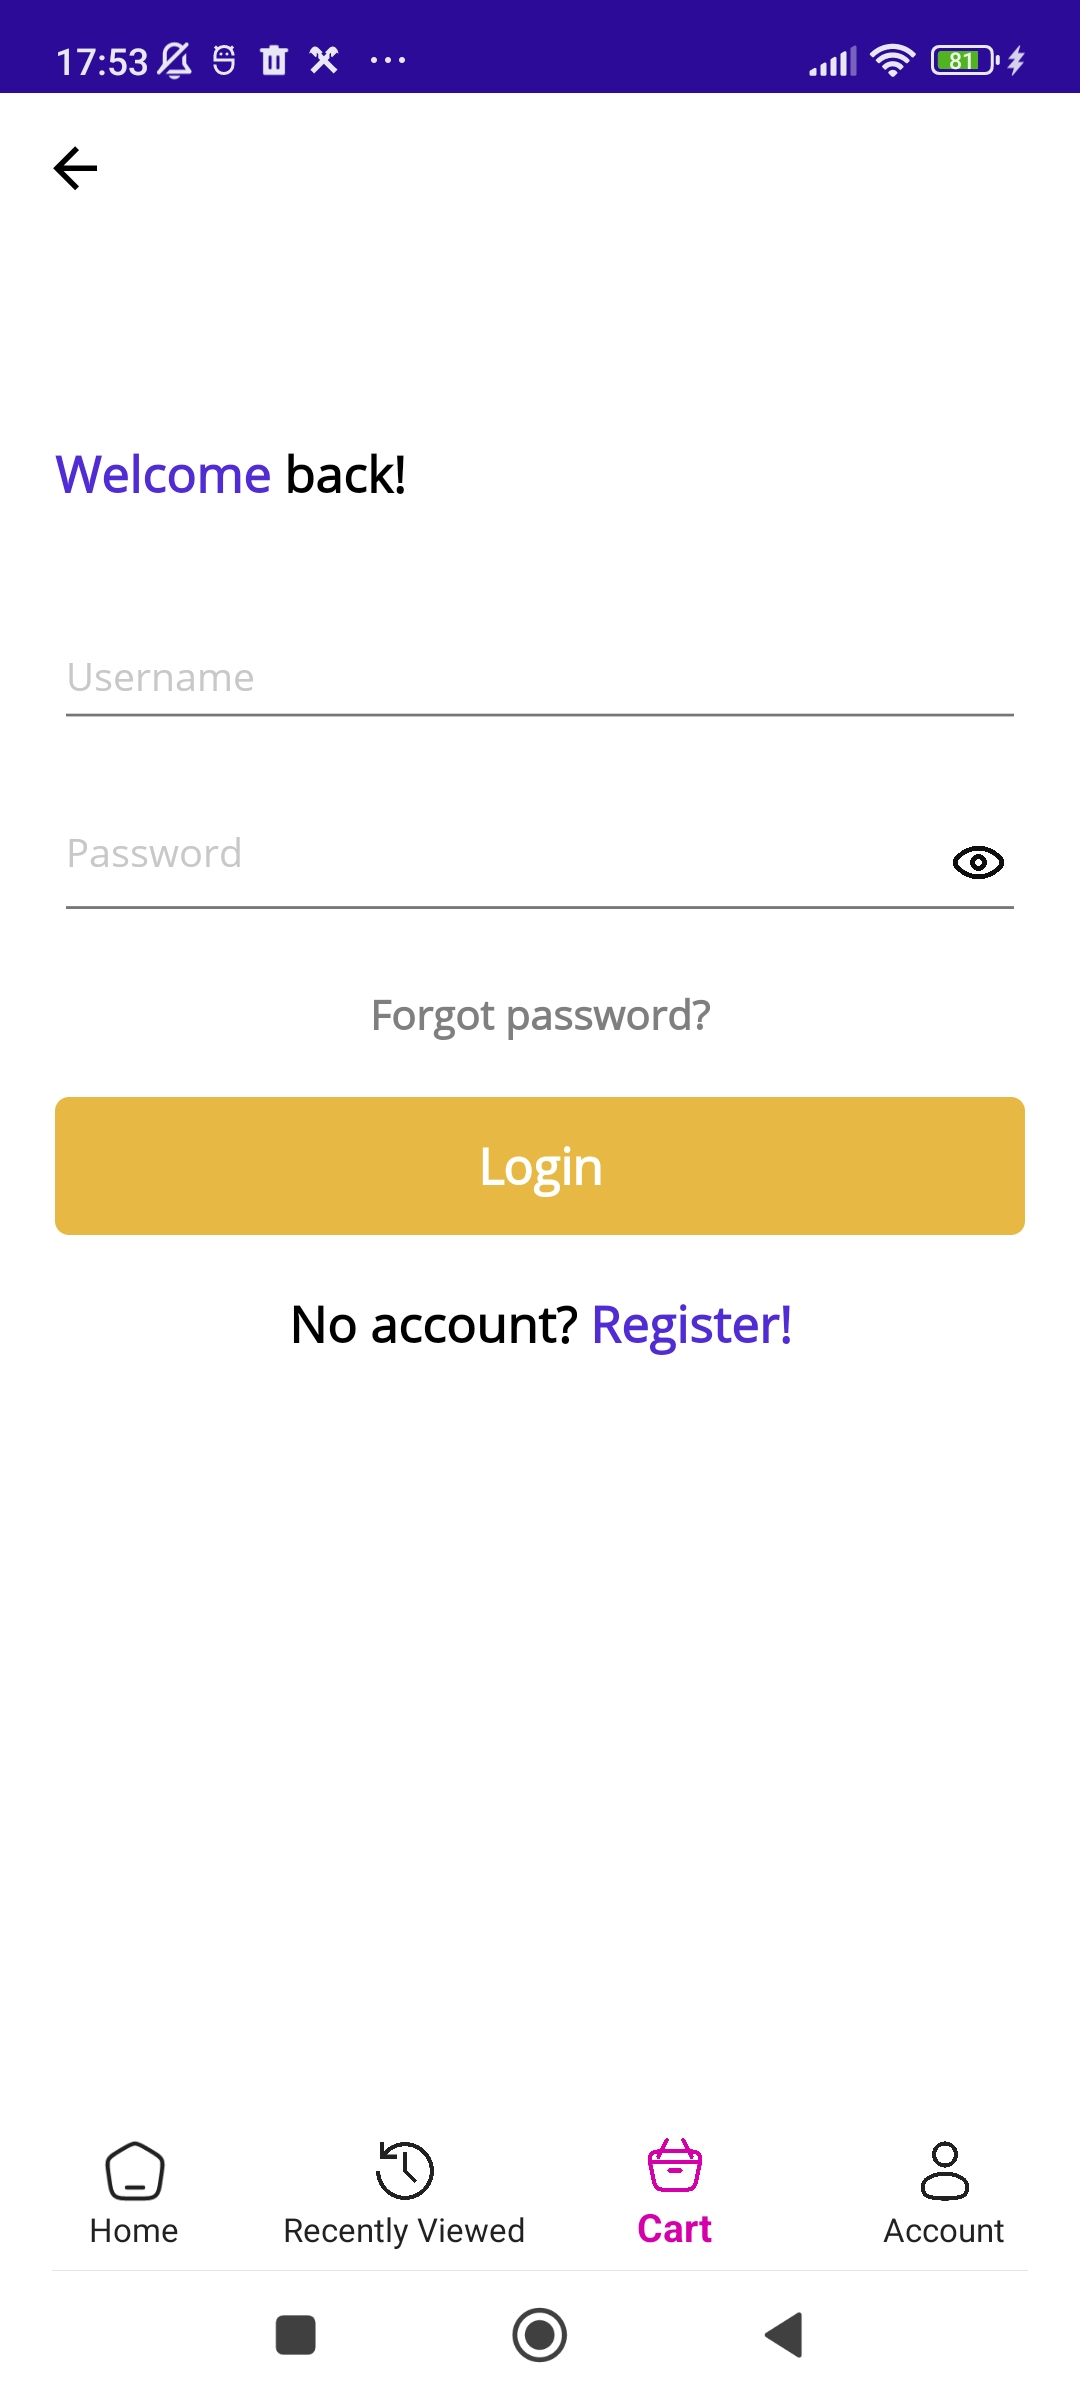 17:53
81
Welcome back!
Username
Password
Forgot password?
Login
No account? Register!
Home
Recently Viewed
Cart
Account